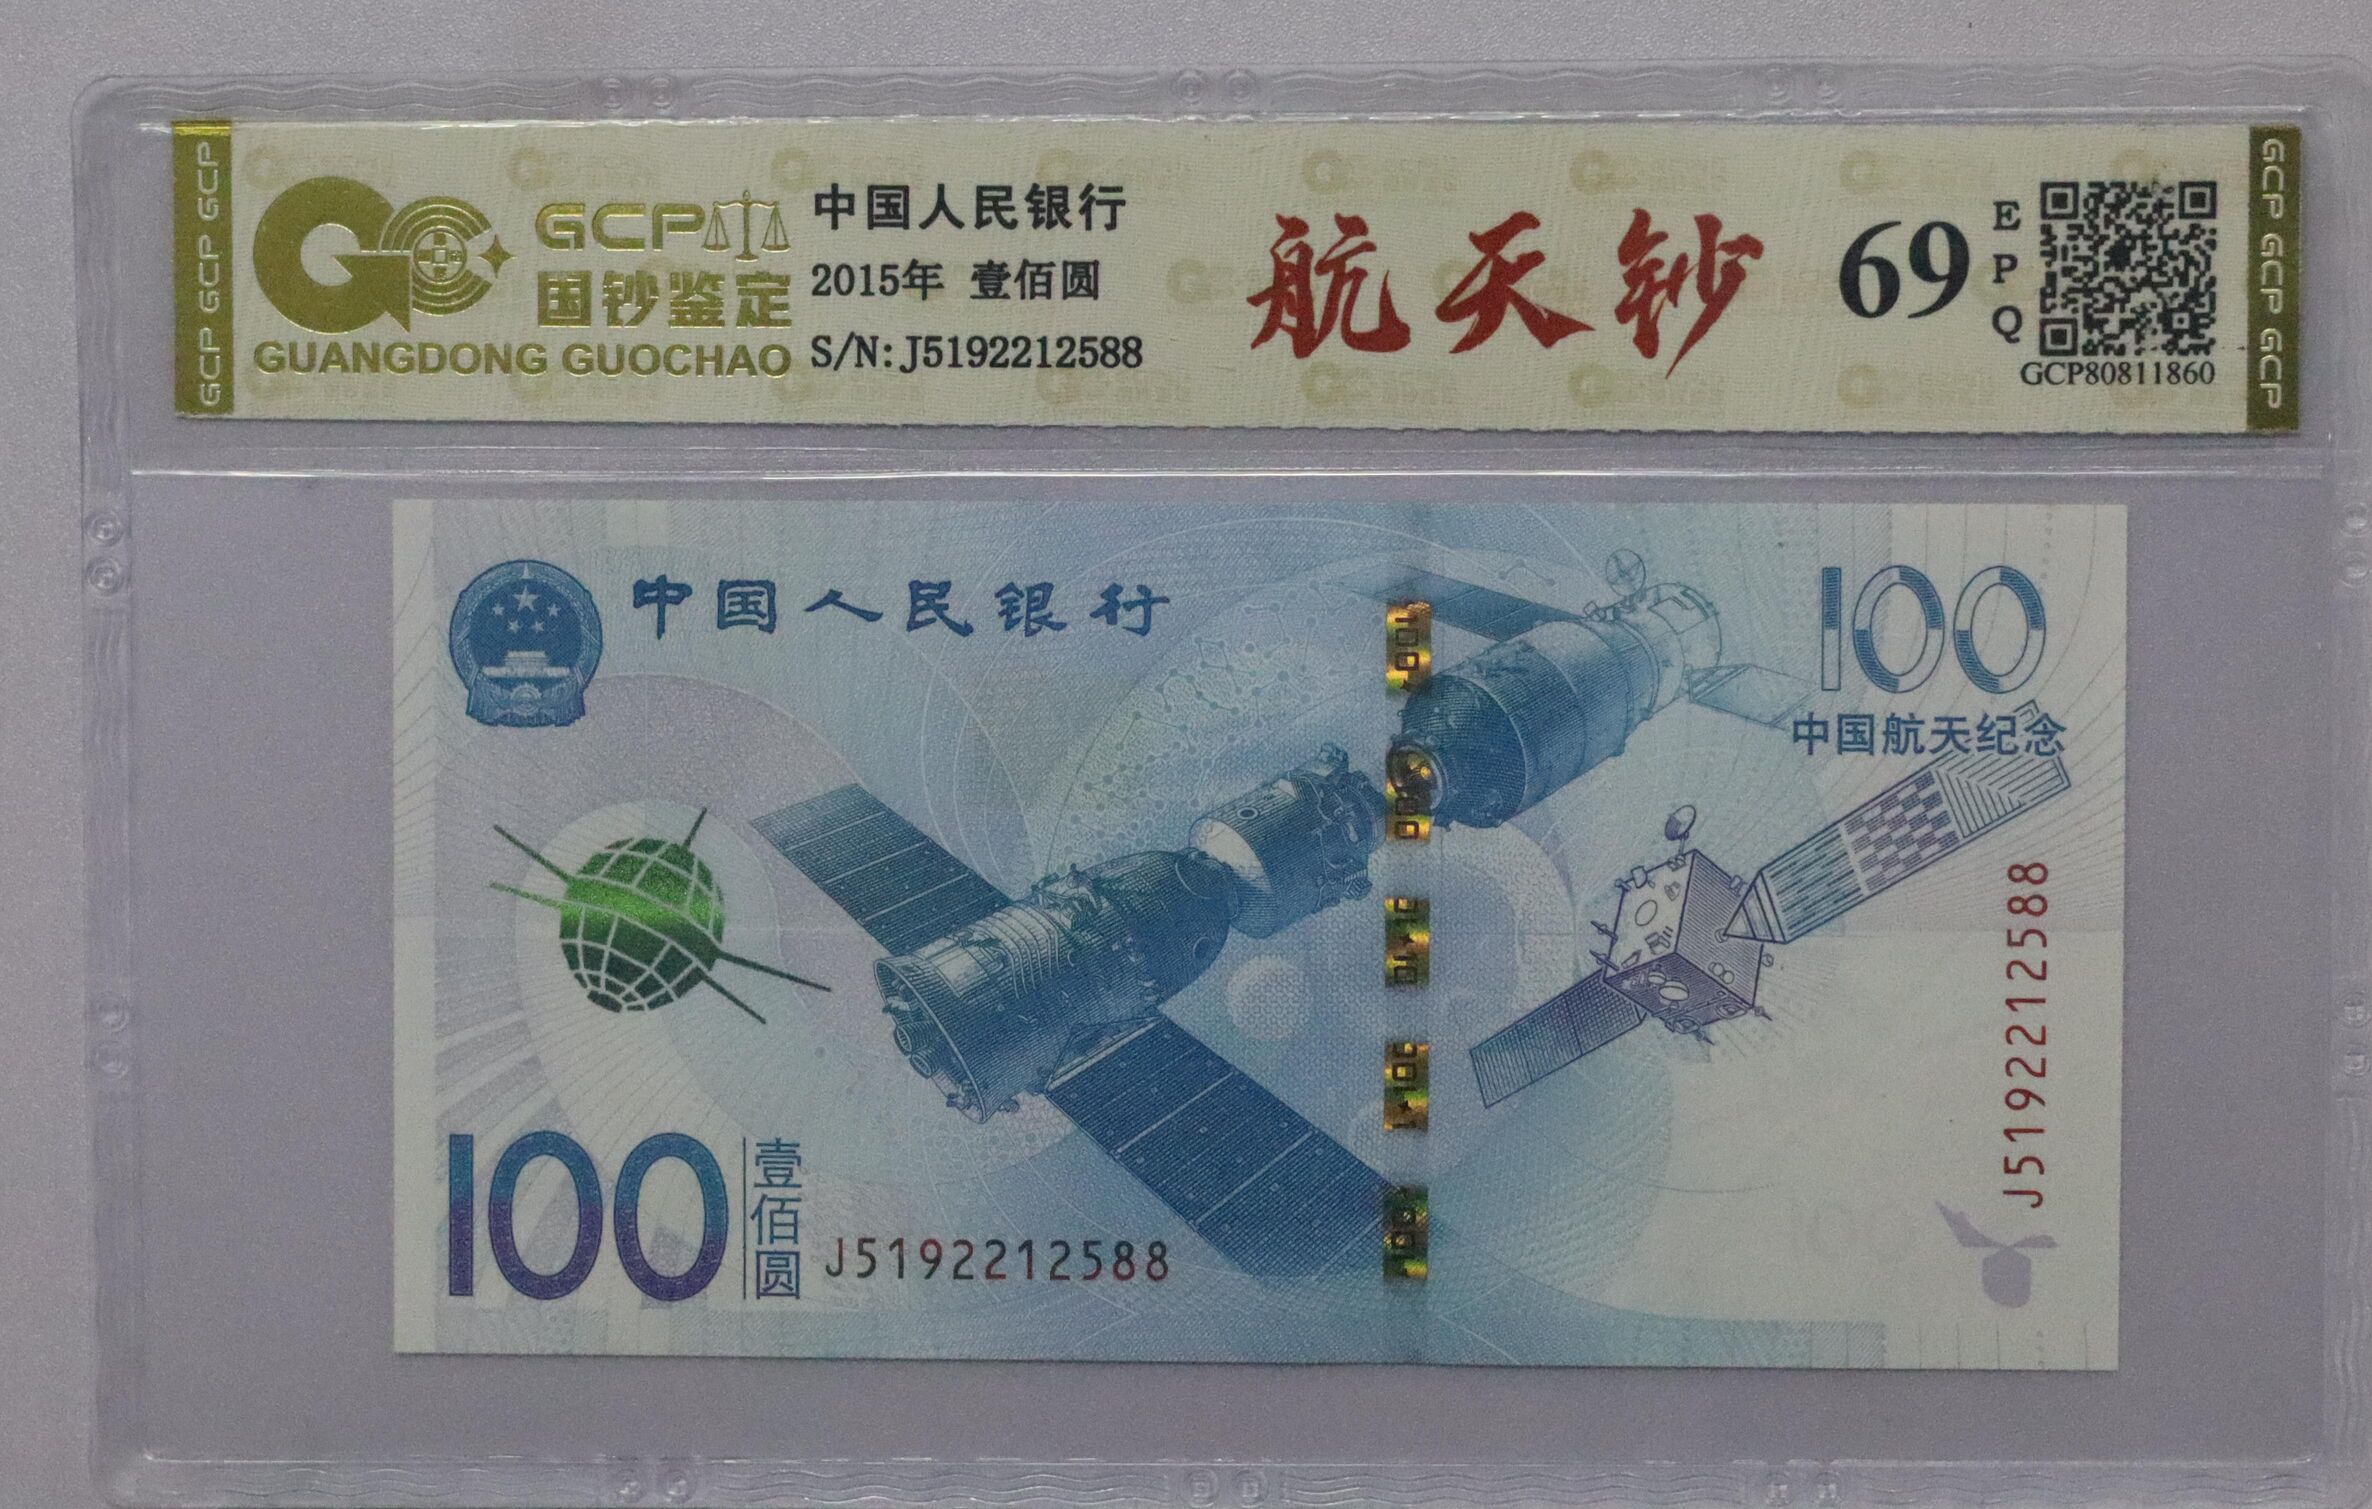 GCP GCP GCP
GCP
国钞鉴定
GUANGDONG GUOCHAO
中国人民银行
2015年 壹佰圆
S/N: J5192212588
航天钞
69
EPQ
GCP80811860
GCP GCP GCP
中国人民银行
100
中国航天纪念
J5192212588
100
壹佰圆
J5192212588